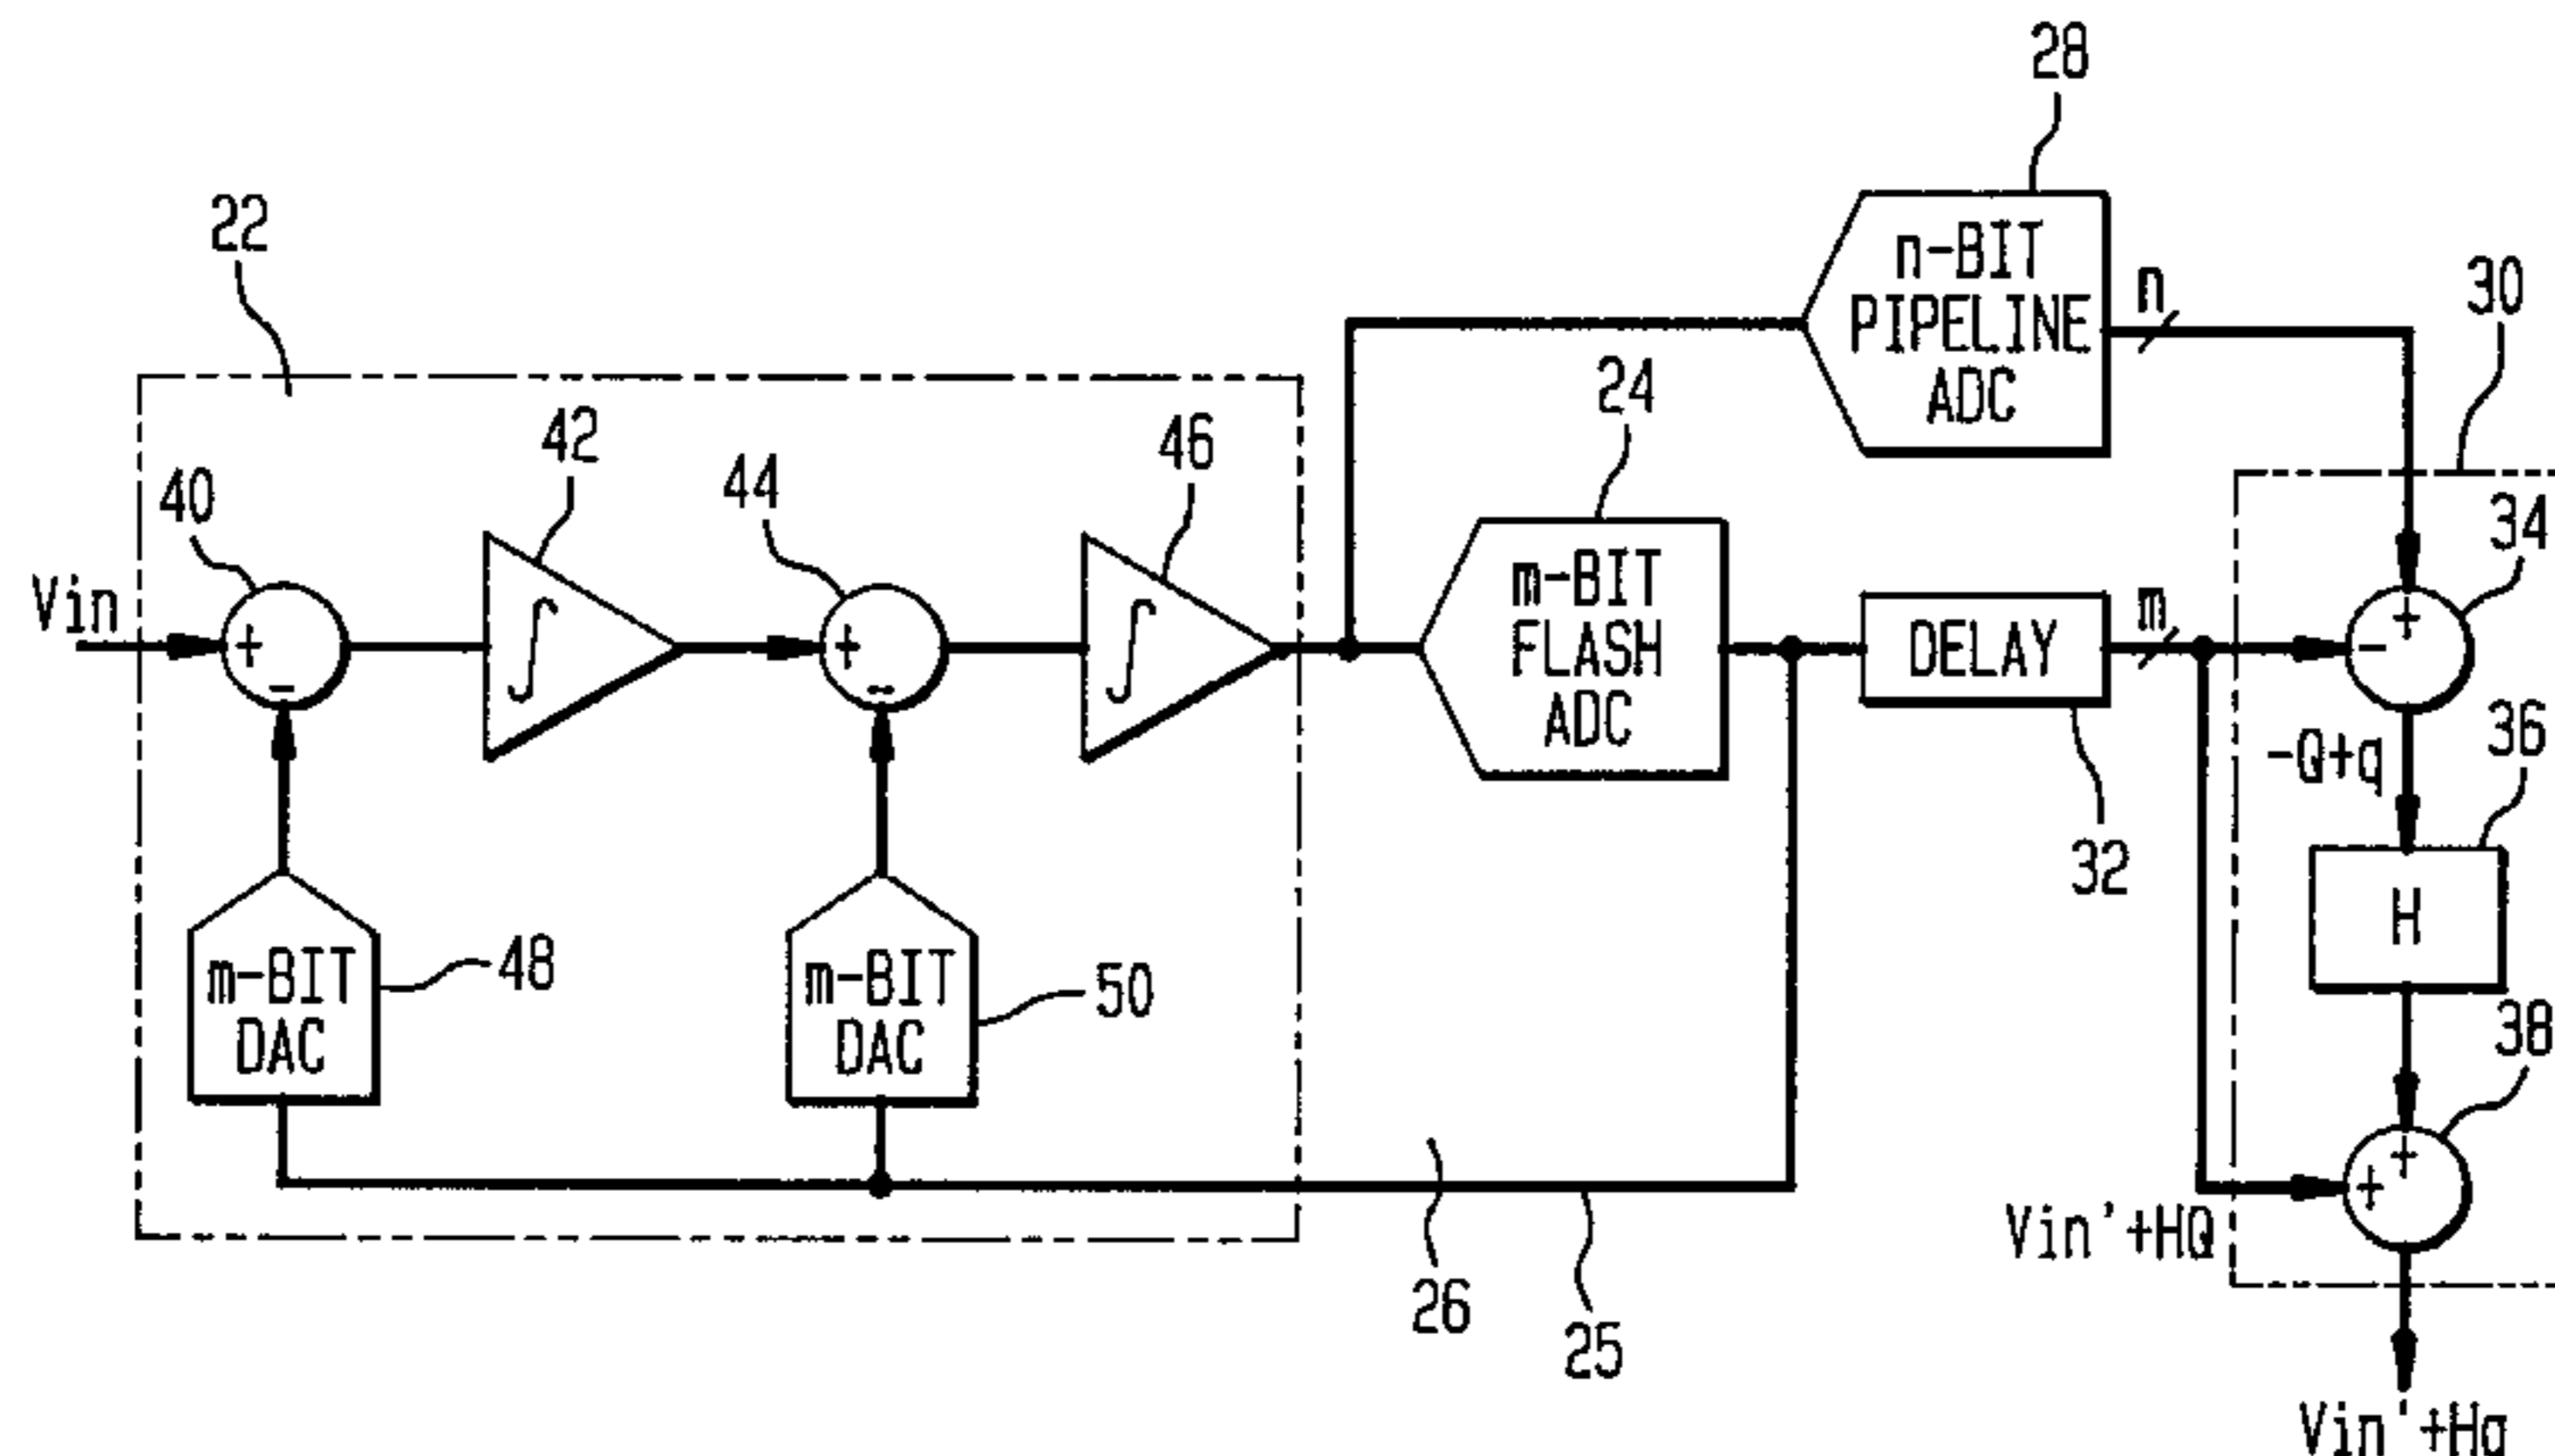 28
22
n-BIT
PIPELINE
ADC
n
30
24
42
46
40
44
34
Vin
+
-
∫
+
-
∫
m-BIT
FLASH
ADC
DELAY
m
+
-
-Q+q
36
32
H
m-BIT
DAC
48
m-BIT
DAC
50
38
+
+
Vin'+HQ
26
25
Vin'+Hq